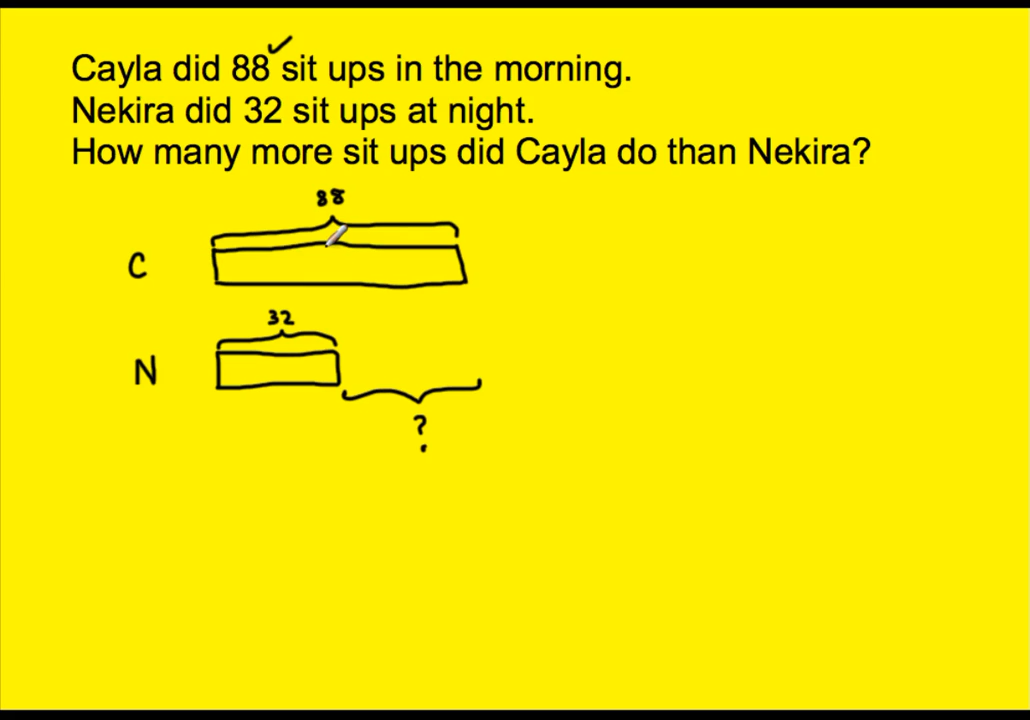 Cayla did 88 sit ups in the morning.
Nekira did 32 sit ups at night.
How many more sit ups did Cayla do than Nekira?
88
C
32
N
?